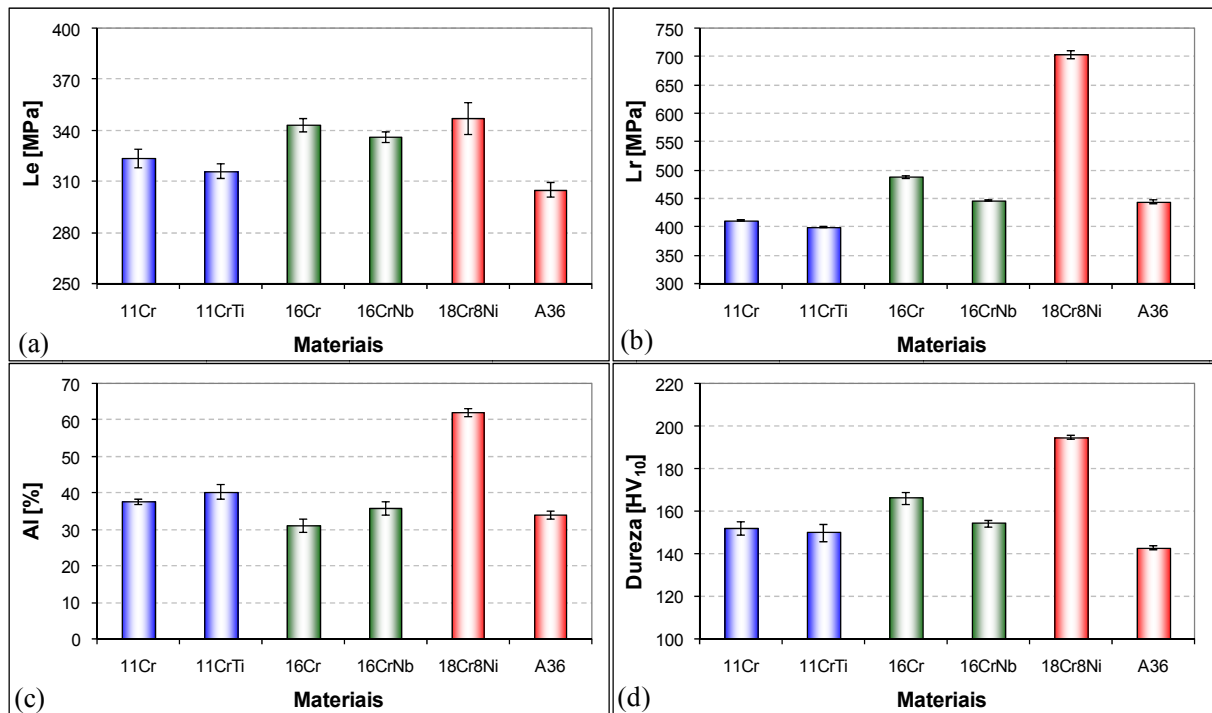 400
370
340
310
280
250
Le [MPa]
11Cr 11CrTi 16Cr 16CrNb 18Cr8Ni A36
Materiais
(a)
750
700
650
600
550
500
450
400
350
300
Lr [MPa]
11Cr 11CrTi 16Cr 16CrNb 18Cr8Ni A36
Materiais
(b)
70
60
50
40
30
20
10
0
Al [%]
11Cr 11CrTi 16Cr 16CrNb 18Cr8Ni A36
Materiais
(c)
220
200
180
160
140
120
100
Dureza [HV₁₀]
11Cr 11CrTi 16Cr 16CrNb 18Cr8Ni A36
Materiais
(d)